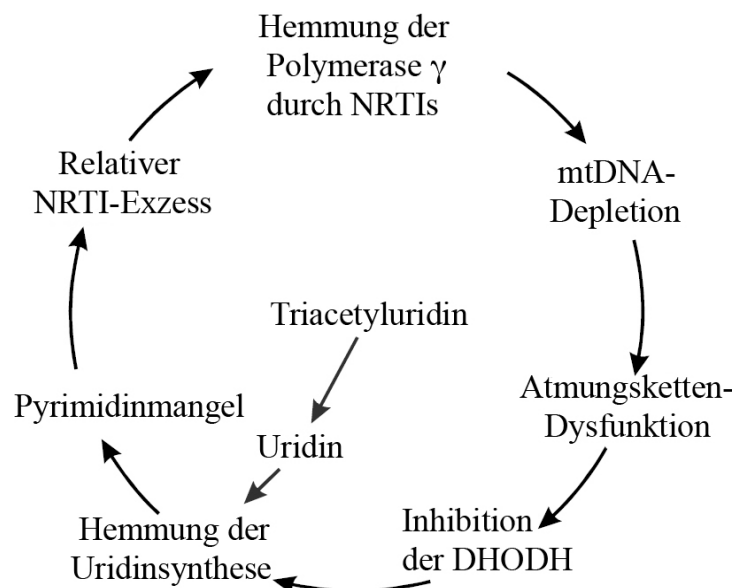 Hemmung der
Polymerase γ
durch NRTIs
mtDNA-
Depletion
Atmungsketten-
Dysfunktion
Inhibition
der DHODH
Hemmung der
Uridinsynthese
Pyrimidinmangel
Relativer
NRTI-Exzess
Triacetyluridin
Uridin